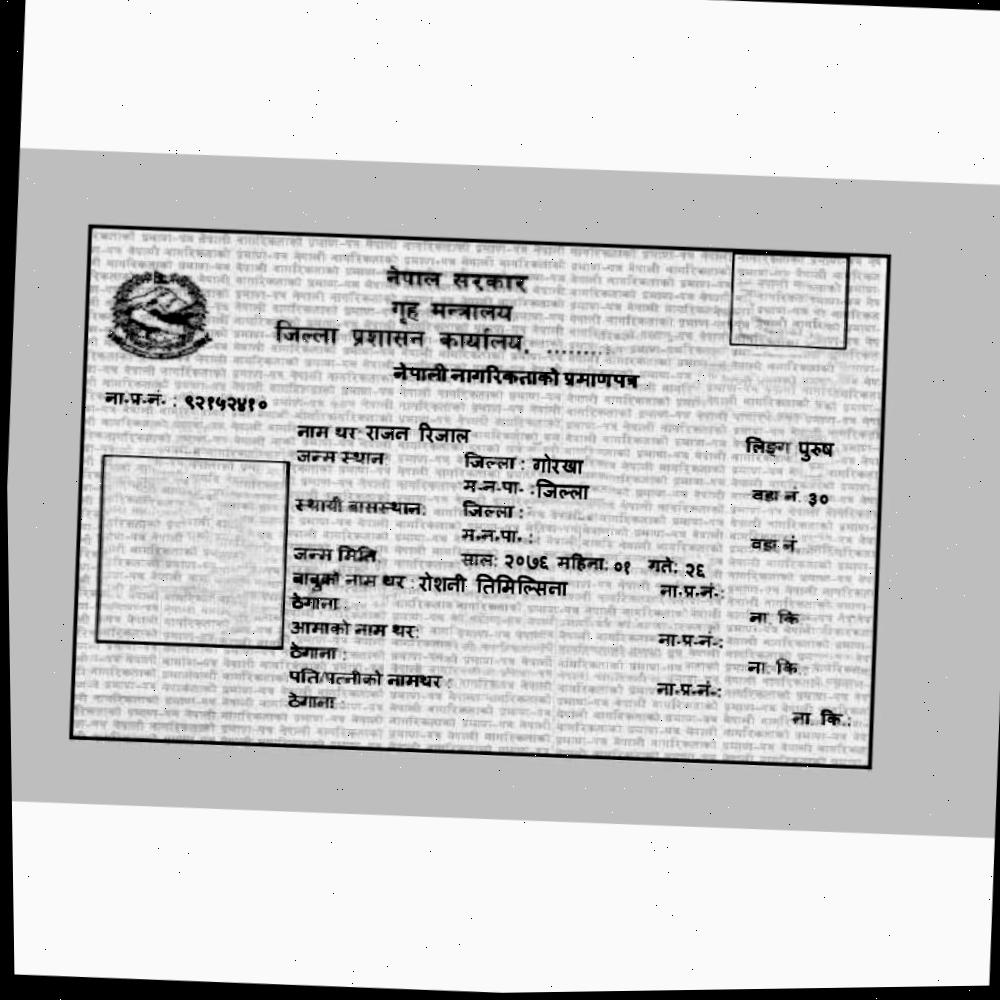 नेपाल सरकार
गृह मन्त्रालय
जिल्ला प्रशासन कार्यालय, ........
नेपाली नागरिकताको प्रमाणपत्र
ना.प्र.नं. : ९२१५२४१०
नाम थर: राजन रिजाल लिङ्ग पुरुष
जन्म स्थान: जिल्ला : गोरखा
म.न.पा. :जिल्ला वडा नं. ३०
स्थायी बासस्थान: जिल्ला :
म.न.पा. : वडा नं
जन्म मिति: साल: २०७६ महिना: ०१ गते: २६
बाबुको नाम थर : रोशनी तिमिल्सिना ना.प्र.नं.:
ठेगाना : ना. कि.:
आमाको नाम थर: ना.प्र.नं.:
ठेगाना : ना. कि.:
पति/पत्नीको नामथर : ना.प्र.नं.:
ठेगाना : ना. कि.: